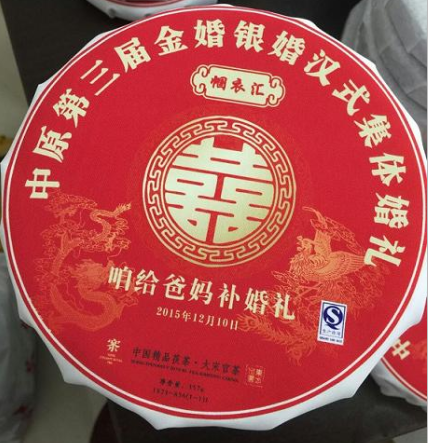 中原第三届金婚银婚汉式集体婚礼
帼衣汇
囍
咱给爸妈补婚礼
2015年12月10日
中国精品茯茶·大宋官茶
净含量：357g